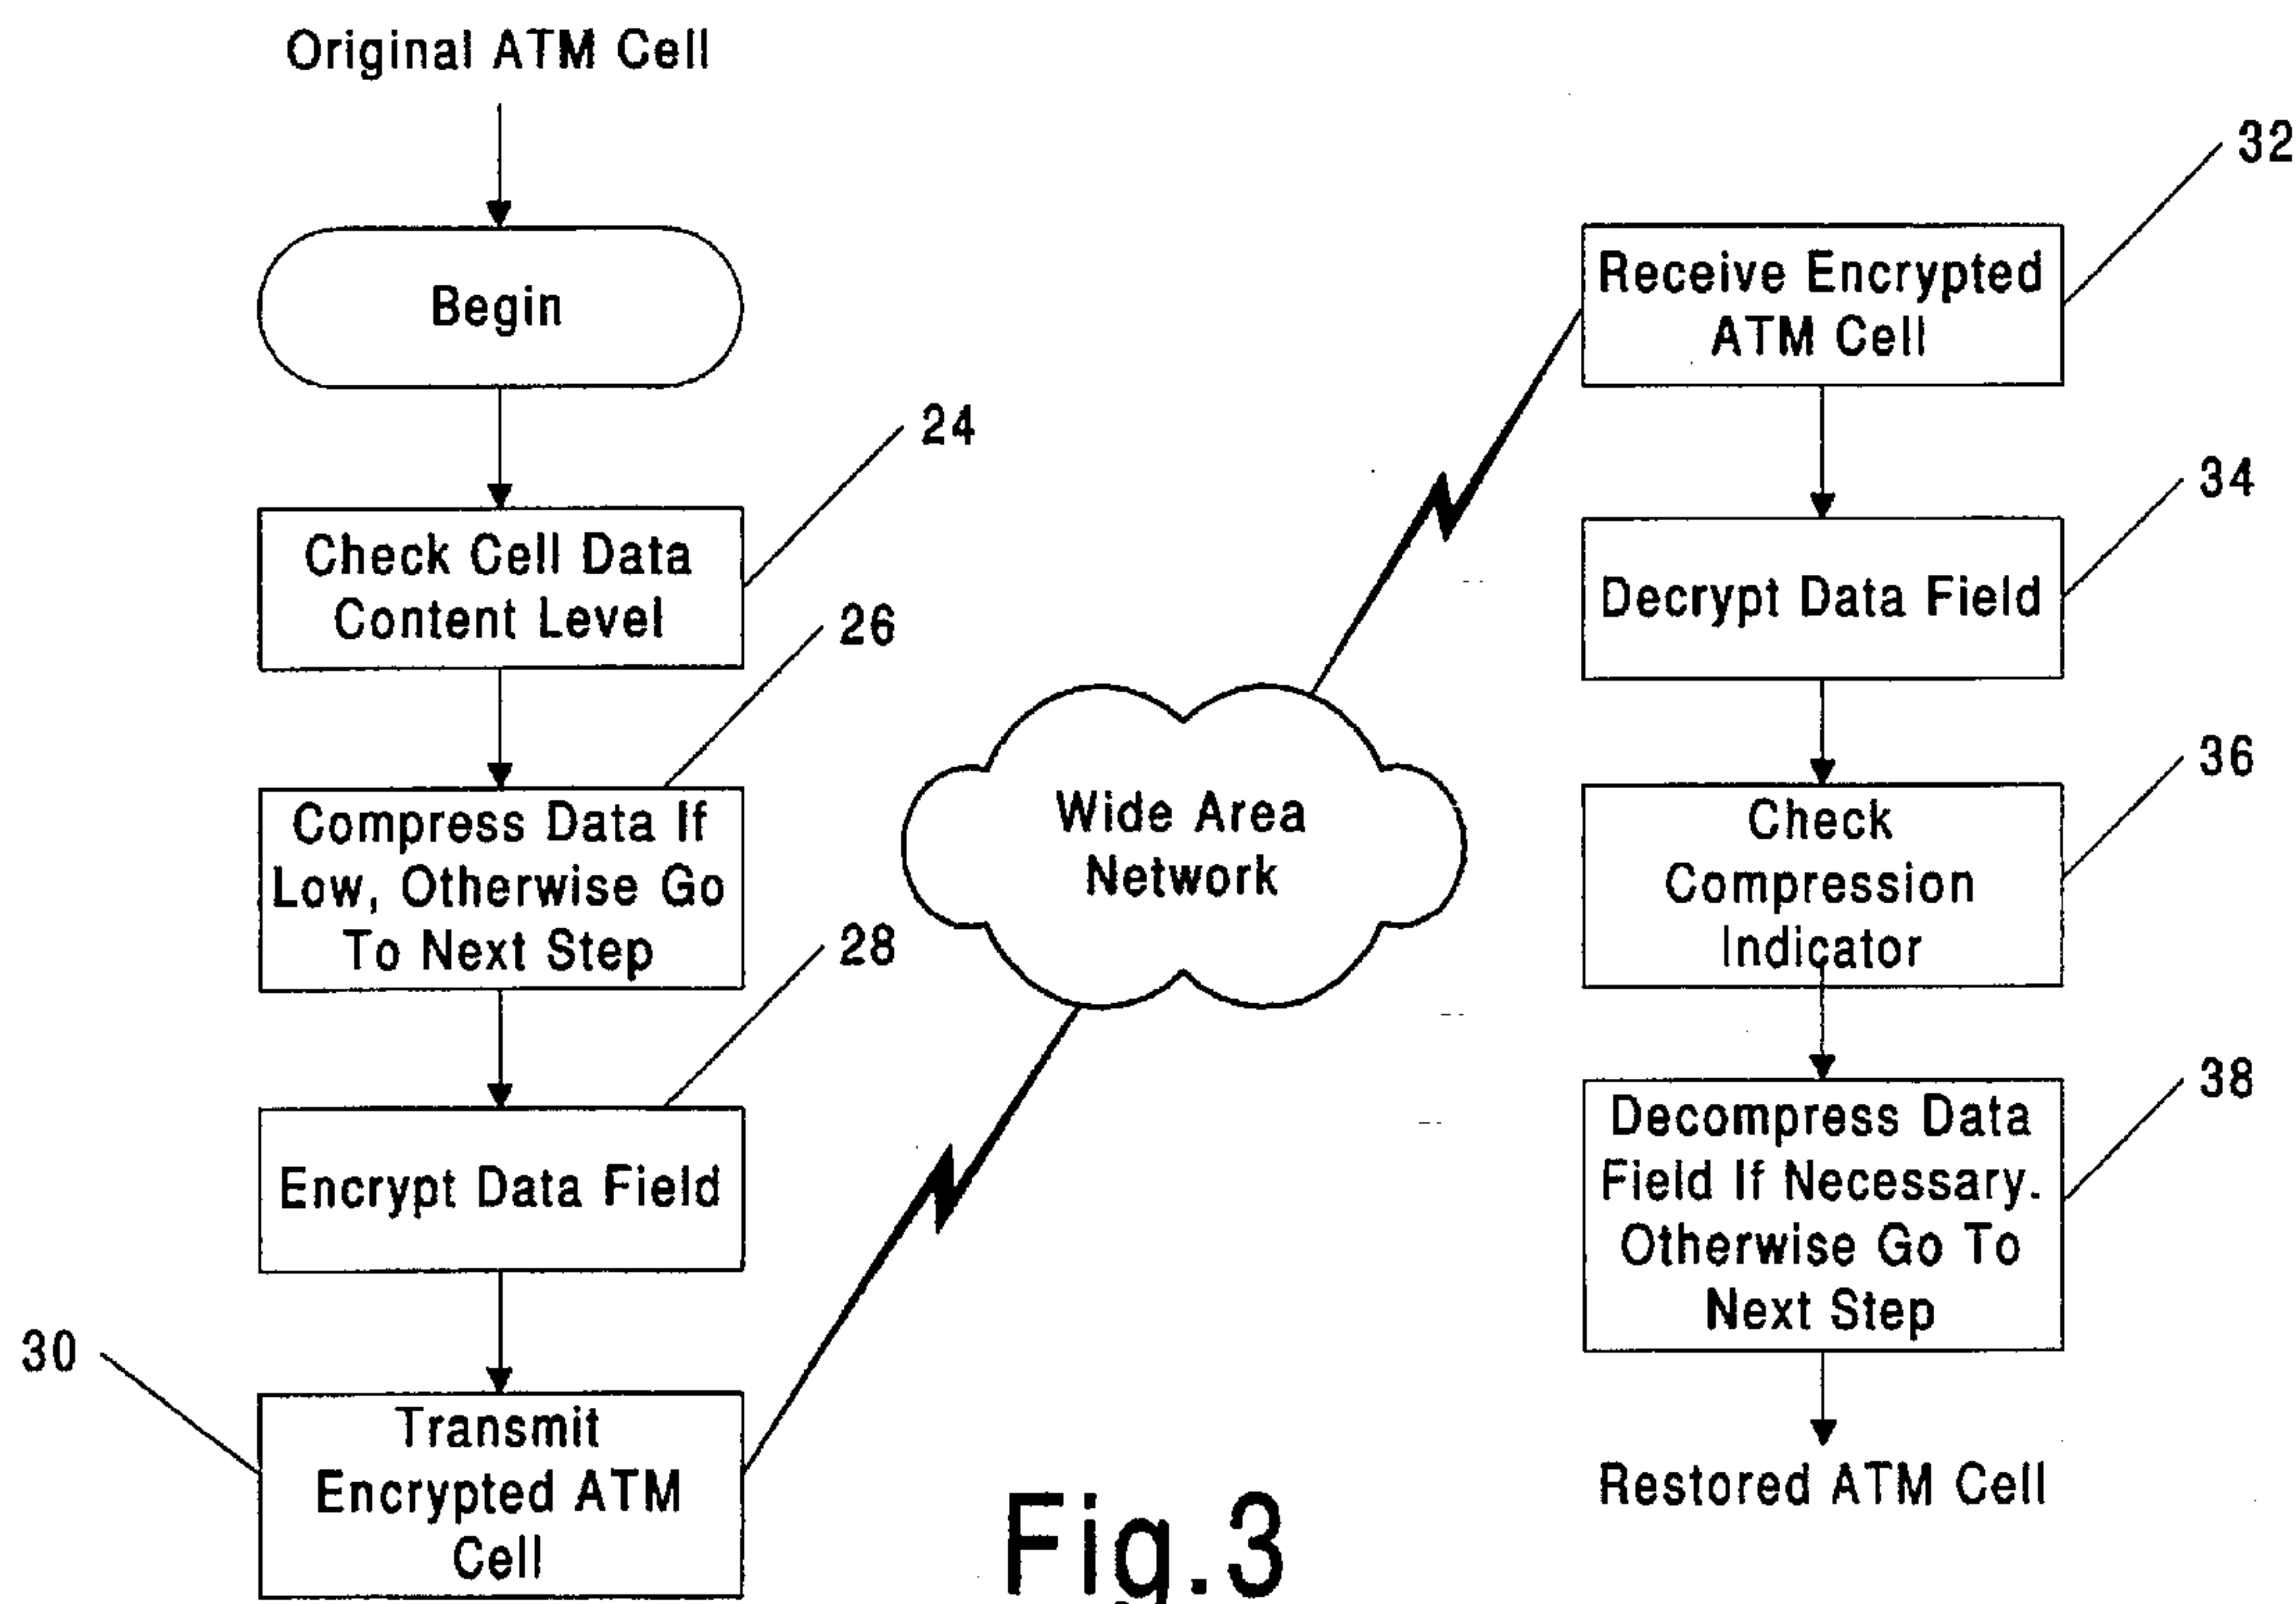 Original ATM Cell
Begin
24
Check Cell Data
Content Level
26
Compress Data If
Low, Otherwise Go
To Next Step
28
Encrypt Data Field
30
Transmit
Encrypted ATM
Cell
Wide Area
Network
32
Receive Encrypted
ATM Cell
34
Decrypt Data Field
36
Check
Compression
Indicator
38
Decompress Data
Field If Necessary.
Otherwise Go To
Next Step
Restored ATM Cell
Fig.3